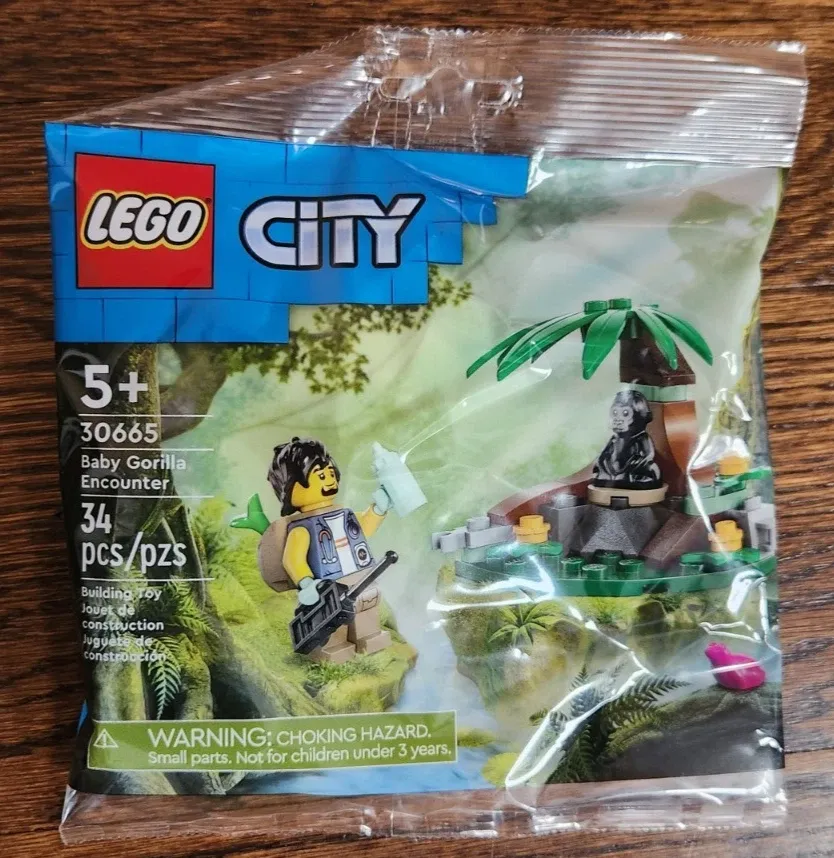 LEGO
CITY
5+
30665
Baby Gorilla
Encounter
34
pcs/pzs
Building Toy
Jouet de
construction
Juguete de
construcción
WARNING: CHOKING HAZARD.
Small parts. Not for children under 3 years.